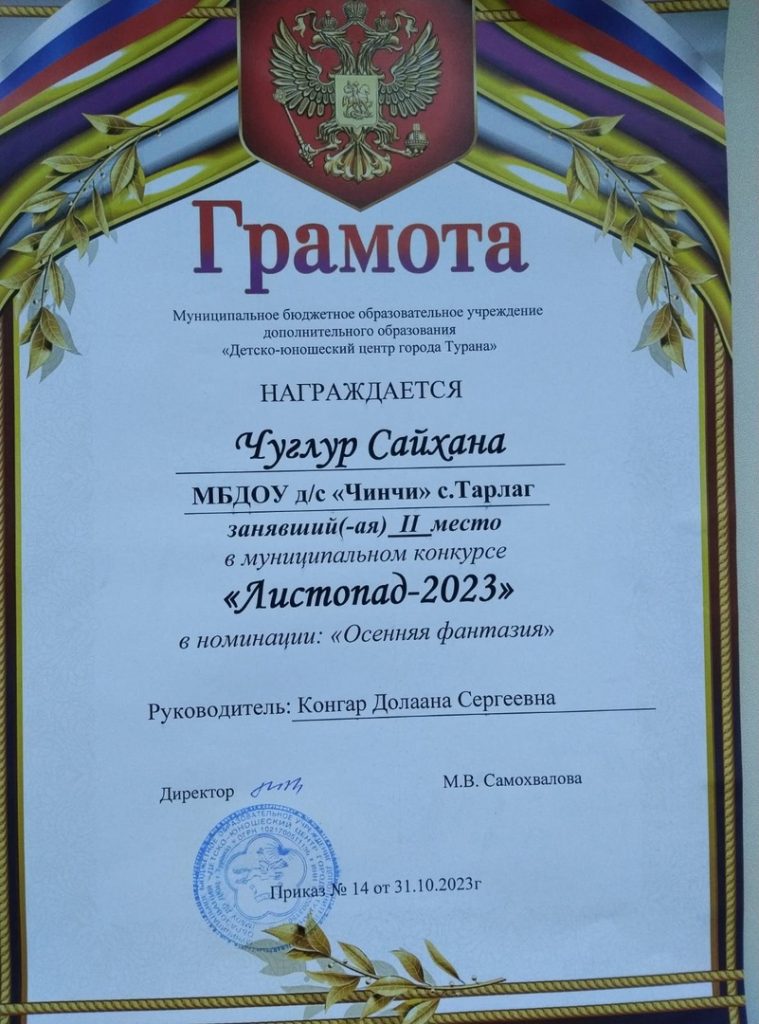 Грамота
Муниципальное бюджетное образовательное учреждение
дополнительного образования
«Детско-юношеский центр города Турана»
НАГРАЖДАЕТСЯ
Чуглур Сайхана
МБДОУ д/с «Чинчи» с.Тарлаг
занявший(-ая) II место
в муниципальном конкурсе
«Листопад-2023»
в номинации: «Осенняя фантазия»
Руководитель: Конгар Долаана Сергеевна
Директор М.В. Самохвалова
Приказ № 14 от 31.10.2023г